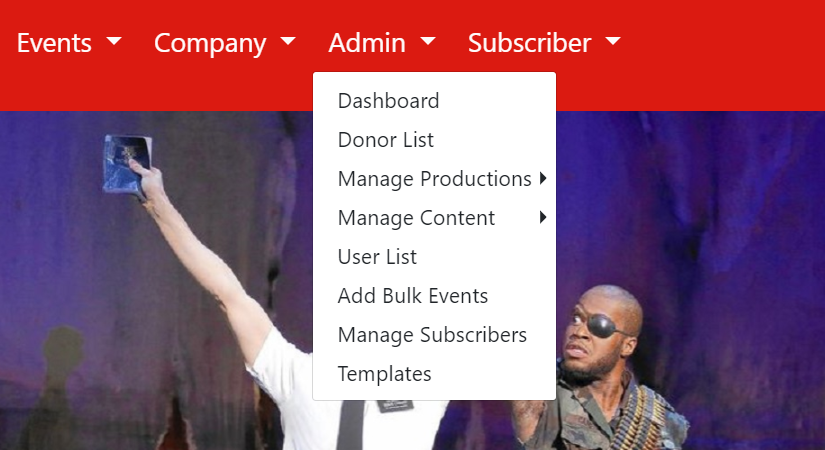 Events Company Admin Subscriber
Dashboard
Donor List
Manage Productions
Manage Content
User List
Add Bulk Events
Manage Subscribers
Templates